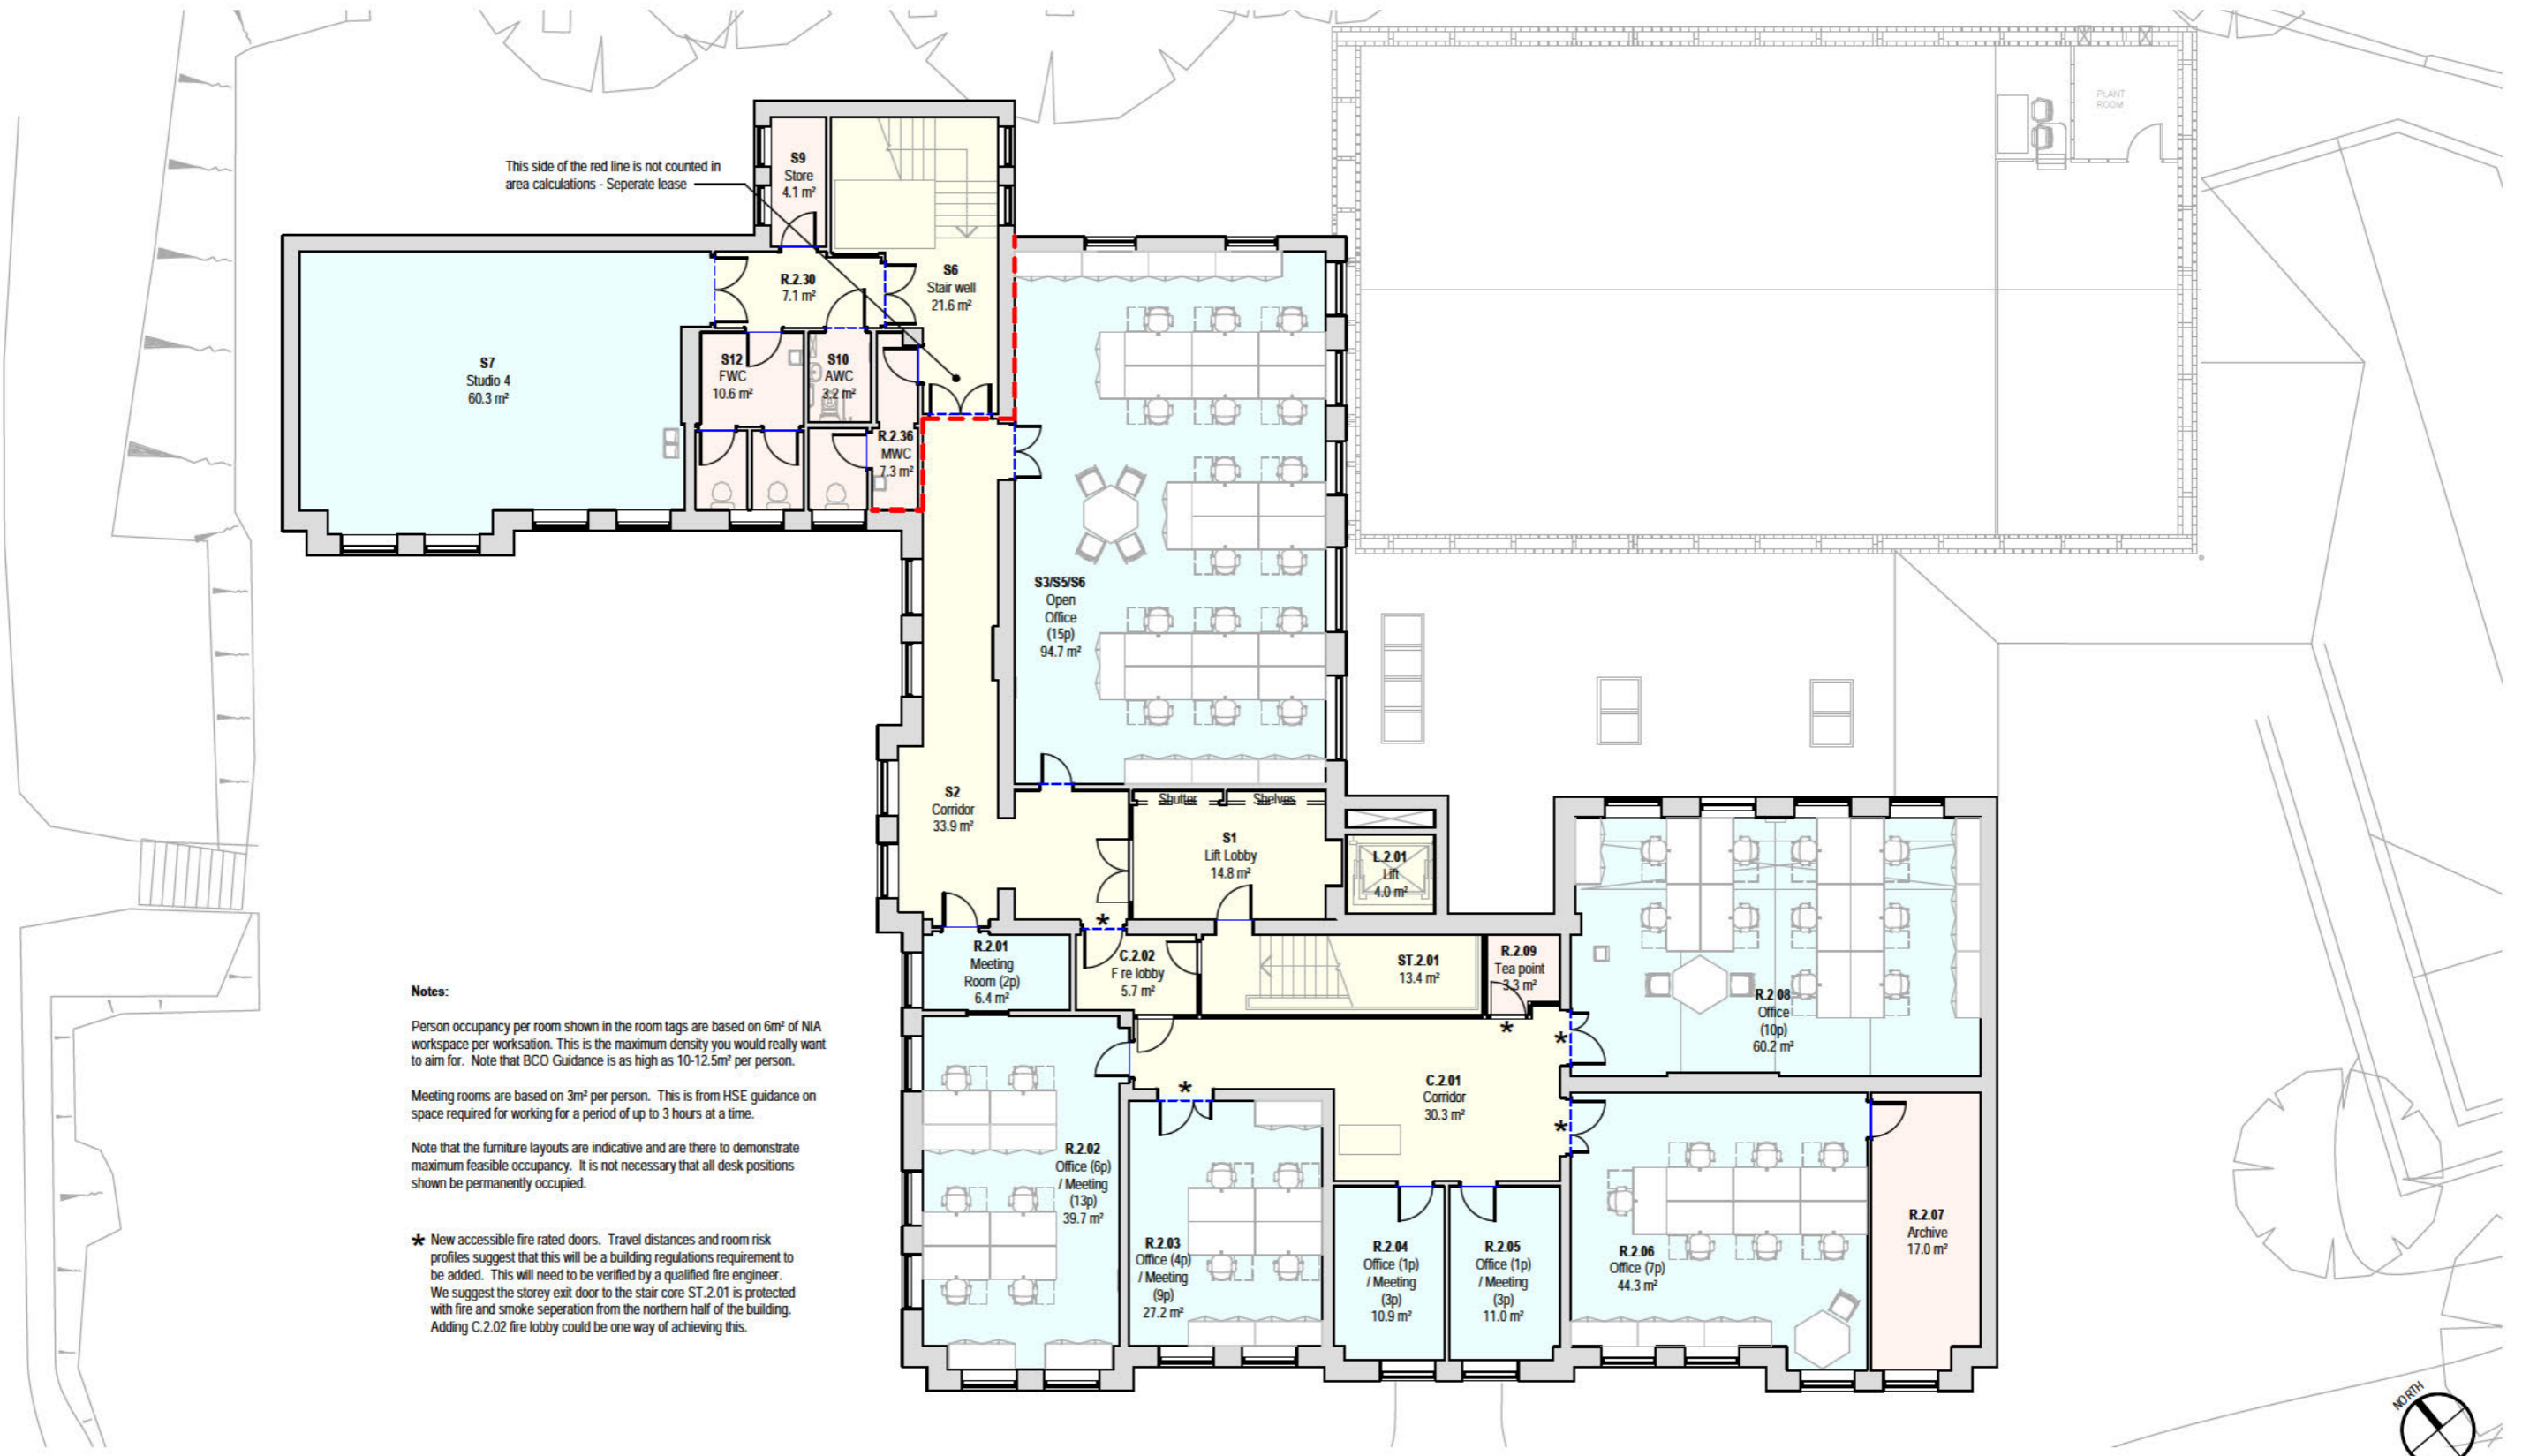 PLANT
ROOM
This side of the red line is not counted in
area calculations - Seperate lease
S9
Store
4.1 m²
R.2.30
7.1 m²
S6
Stair well
21.6 m²
S7
Studio 4
60.3 m²
S12
FWC
10.6 m²
S10
AWC
3.2 m²
R.2.36
MWC
7.3 m²
S3/S5/S6
Open
Office
(15p)
94.7 m²
S2
Corridor
33.9 m²
Shutter
Shelves
S1
Lift Lobby
14.8 m²
L.2.01
Lift
4.0 m²
*
R.2.01
Meeting
Room (2p)
6.4 m²
C.2.02
F re lobby
5.7 m²
ST.2.01
13.4 m²
R.2.09
Tea point
3.3 m²
*
*
R.2 08
Office
(10p)
60.2 m²
Notes:
Person occupancy per room shown in the room tags are based on 6m² of NIA
workspace per worksation. This is the maximum density you would really want
to aim for. Note that BCO Guidance is as high as 10-12.5m² per person.
Meeting rooms are based on 3m² per person. This is from HSE guidance on
space required for working for a period of up to 3 hours at a time.
Note that the furniture layouts are indicative and are there to demonstrate
maximum feasible occupancy. It is not necessary that all desk positions
shown be permanently occupied.
* New accessible fire rated doors. Travel distances and room risk
profiles suggest that this will be a building regulations requirement to
be added. This will need to be verified by a qualified fire engineer.
We suggest the storey exit door to the stair core ST.2.01 is protected
with fire and smoke seperation from the northern half of the building.
Adding C.2.02 fire lobby could be one way of achieving this.
*
C.2.01
Corridor
30.3 m²
*
R.2.02
Office (6p)
/ Meeting
(13p)
39.7 m²
R.2.03
Office (4p)
/ Meeting
(9p)
27.2 m²
R.2.04
Office (1p)
/ Meeting
(3p)
10.9 m²
R.2.05
Office (1p)
/ Meeting
(3p)
11.0 m²
R.2.06
Office (7p)
44.3 m²
R.2.07
Archive
17.0 m²
NORTH